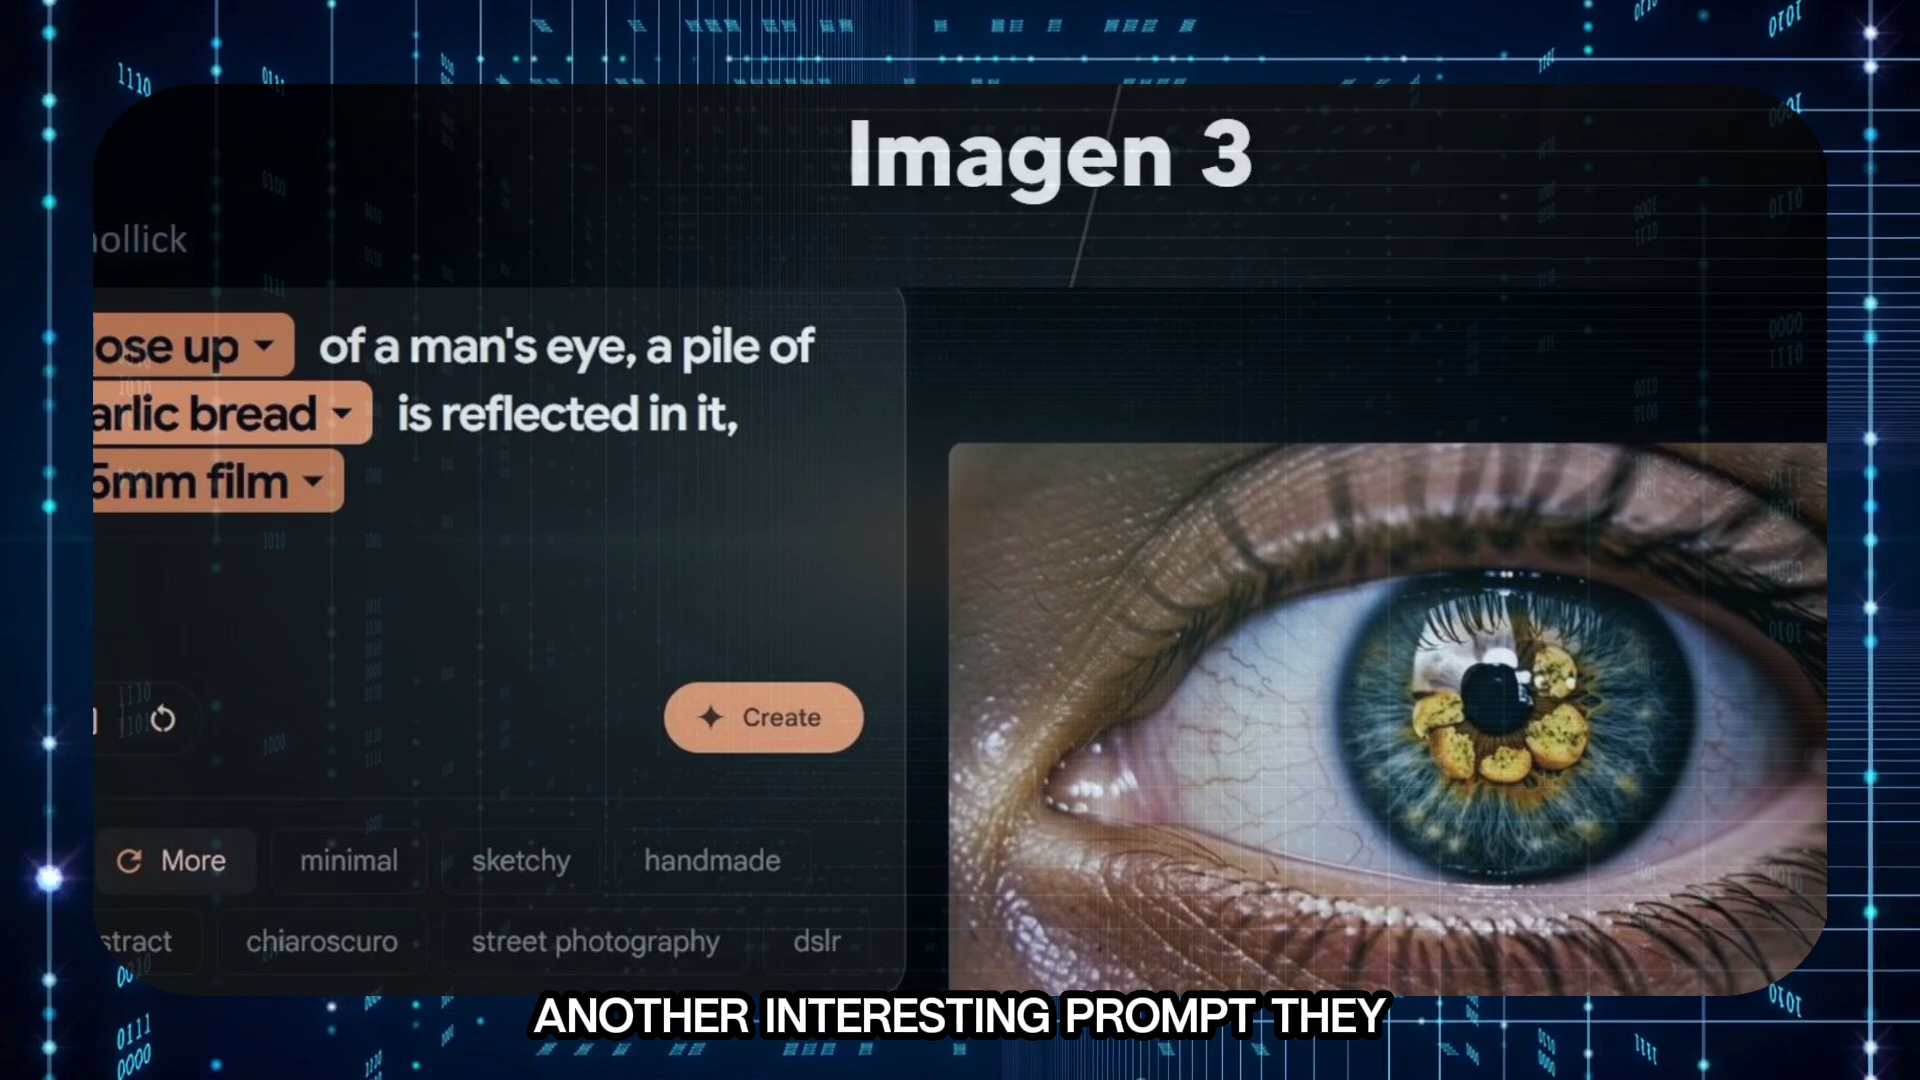 Imagen 3
ollick
ose up
of a man's eye, a pile of
arlic bread
is reflected in it,
5mm film
Create
More
minimal
sketchy
handmade
stract
chiaroscuro
street photography
dslr
ANOTHER INTERESTING PROMPT THEY